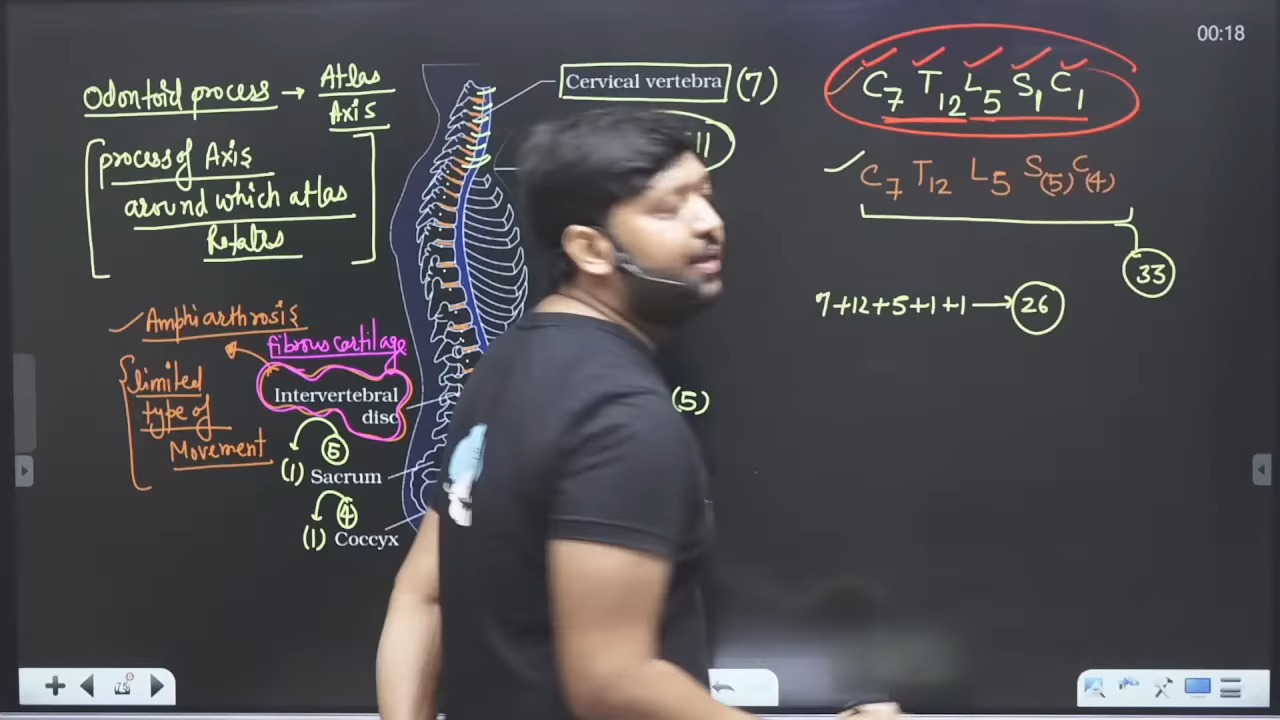 00:18
Odontoid process → Atlas
Axis
process of Axis
around which atlas
Rotates
Cervical vertebra (7)
C7 T12 L5 S1 C1
C7 T12 L5 S(5) C(4)
33
7+12+5+1+1 → 26
Amphiarthrosis
limited
type of
Movement
fibrous cartilage
Intervertebral
disc
(5)
5
(1) Sacrum
4
(1) Coccyx